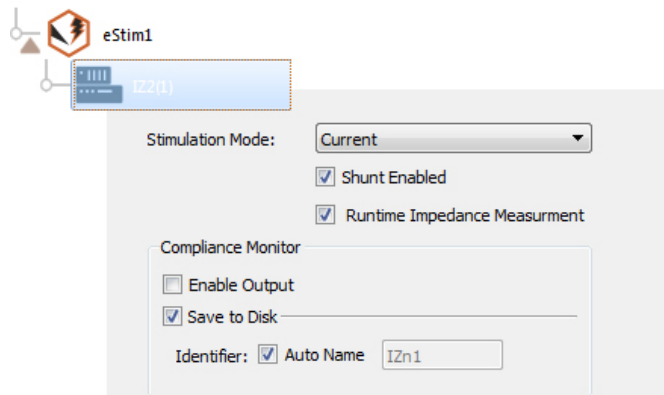 eStim1
IZ2(1)
Stimulation Mode: Current
Shunt Enabled
Runtime Impedance Measurment
Compliance Monitor
Enable Output
Save to Disk
Identifier: Auto Name IZn1